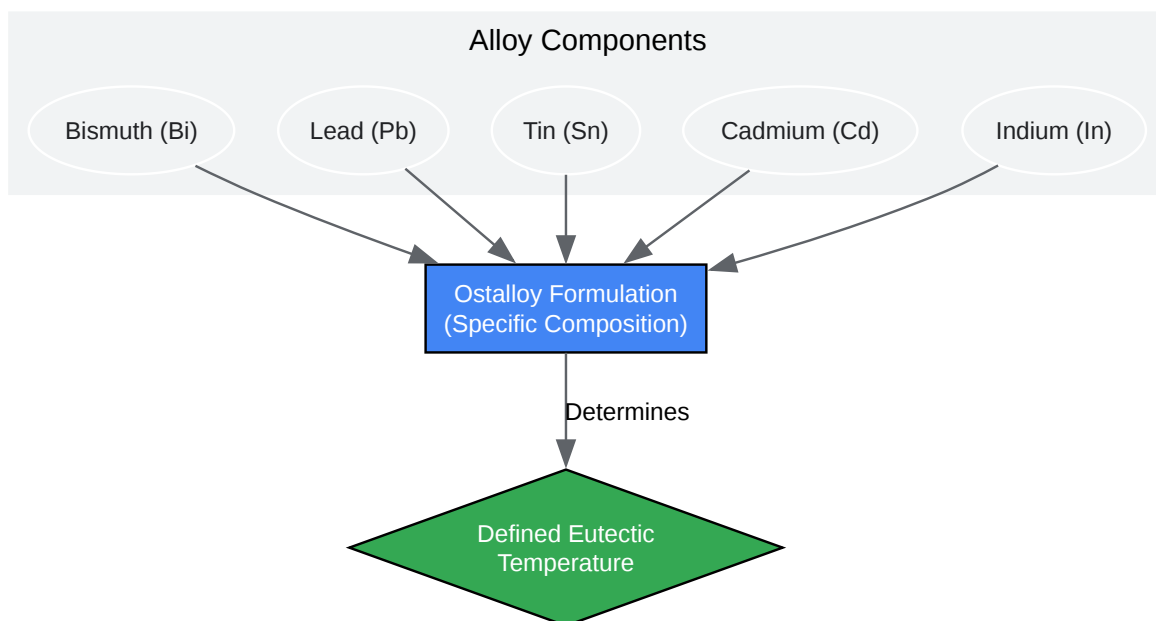 Alloy Components
Bismuth (Bi)
Lead (Pb)
Tin (Sn)
Cadmium (Cd)
Indium (In)
Ostalloy Formulation
(Specific Composition)
Determines
Defined Eutectic
Temperature